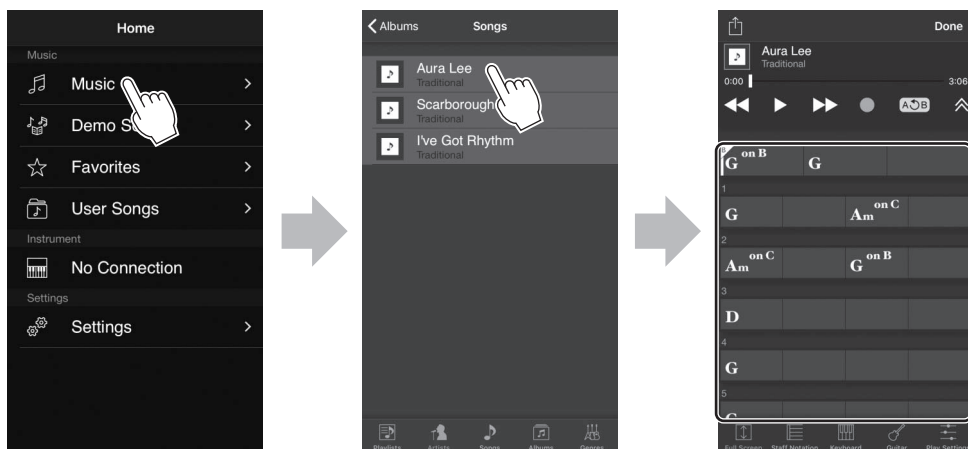 Home
Music
Music
Demo S
Favorites
User Songs
Instrument
No Connection
Settings
Settings
Albums
Songs
Aura Lee
Traditional
Scarborough
Traditional
I've Got Rhythm
Traditional
Playlists Artists Songs Albums Genres
Done
Aura Lee
Traditional
0:00 3:06
A B
G on B G
1
G Am on C
2
Am on C G on B
3
D
4
G
5
Full Screen Staff Notation Keyboard Guitar Play Setting